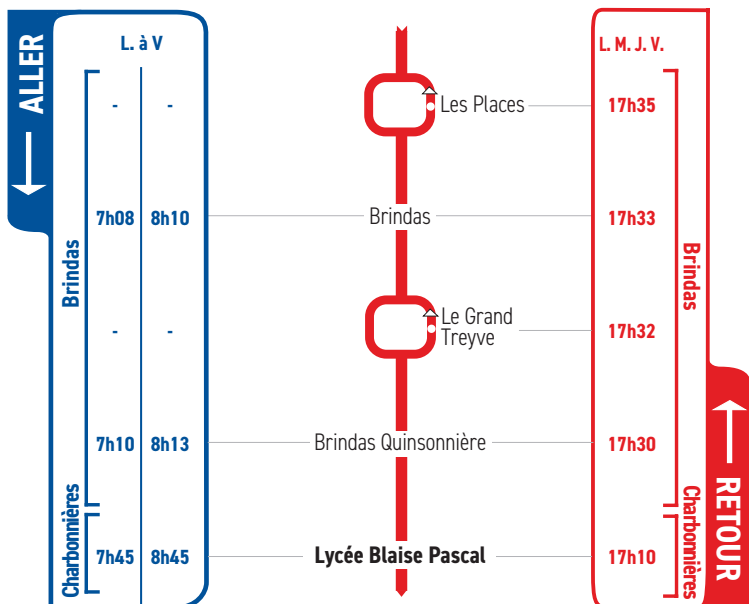 ALLER
L. à V
L. M. J. V.
- - Les Places 17h35
7h08 8h10 Brindas 17h33
Brindas
Brindas
- - Le Grand
Treyve 17h32
7h10 8h13 Brindas Quinsonnière 17h30
Charbonnières
Charbonnières
7h45 8h45 Lycée Blaise Pascal 17h10
RETOUR